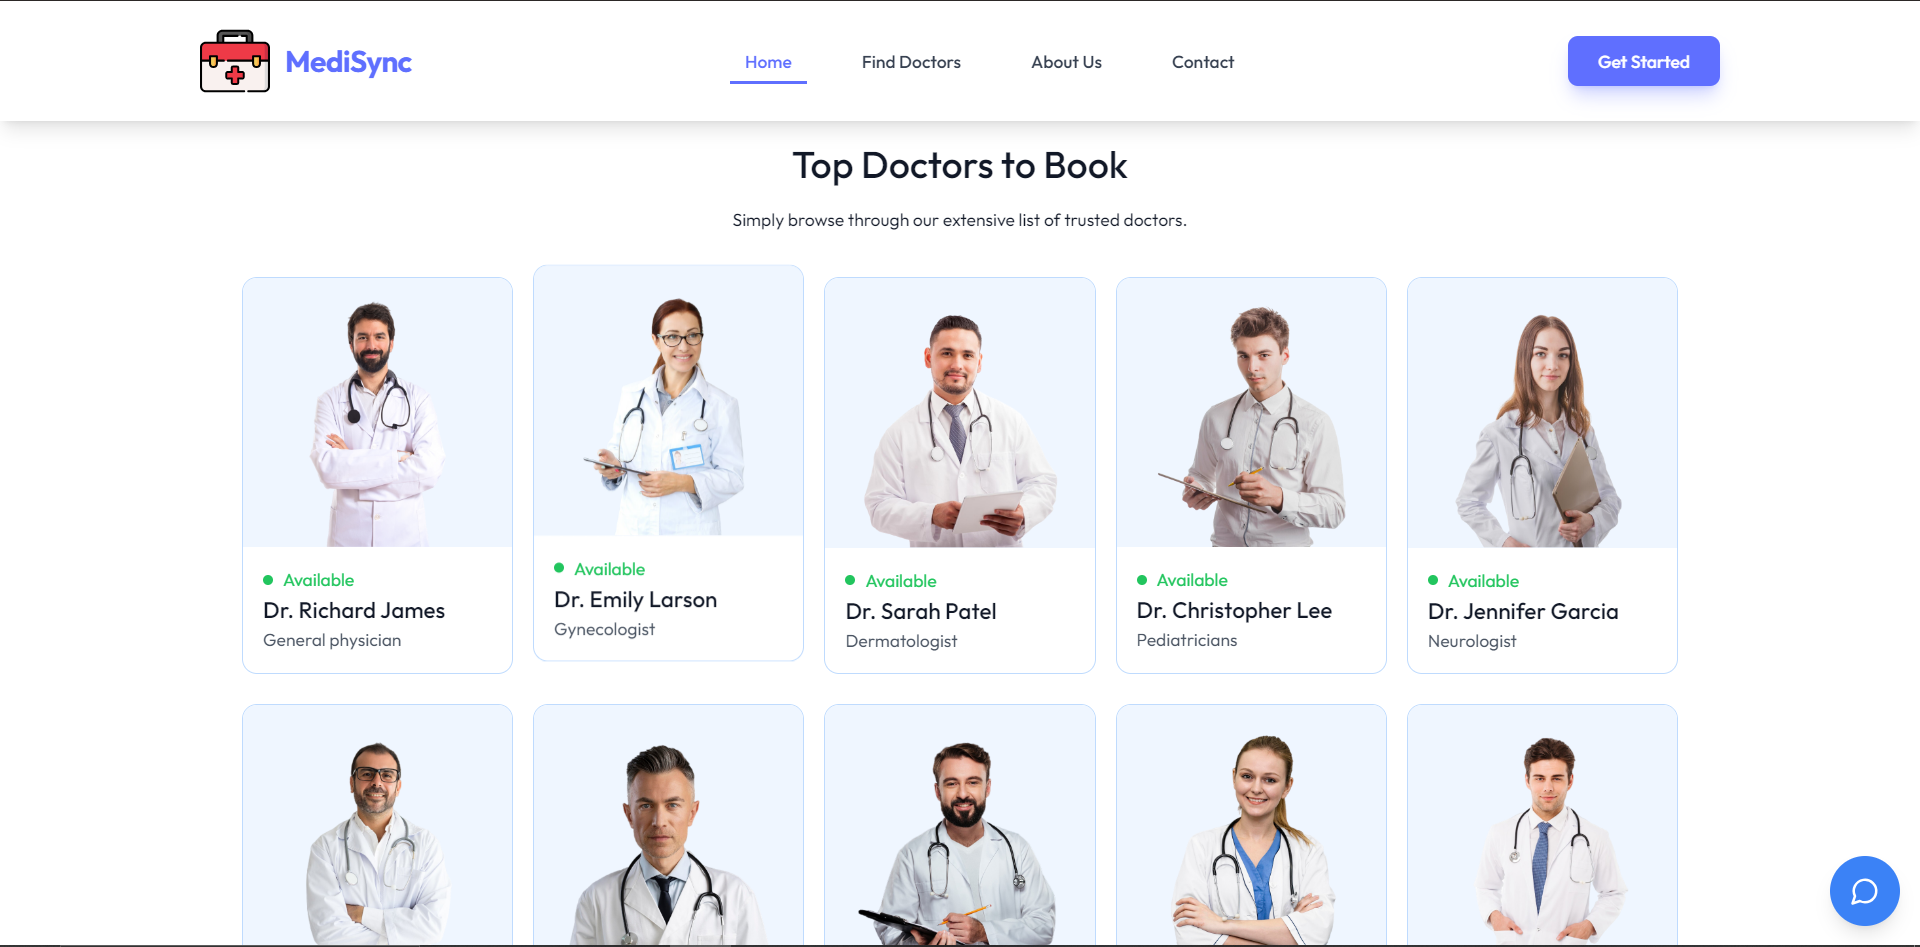 MediSync
Home
Find Doctors
About Us
Contact
Get Started
Top Doctors to Book
Simply browse through our extensive list of trusted doctors.
Available
Dr. Richard James
General physician
Available
Dr. Emily Larson
Gynecologist
Available
Dr. Sarah Patel
Dermatologist
Available
Dr. Christopher Lee
Pediatricians
Available
Dr. Jennifer Garcia
Neurologist